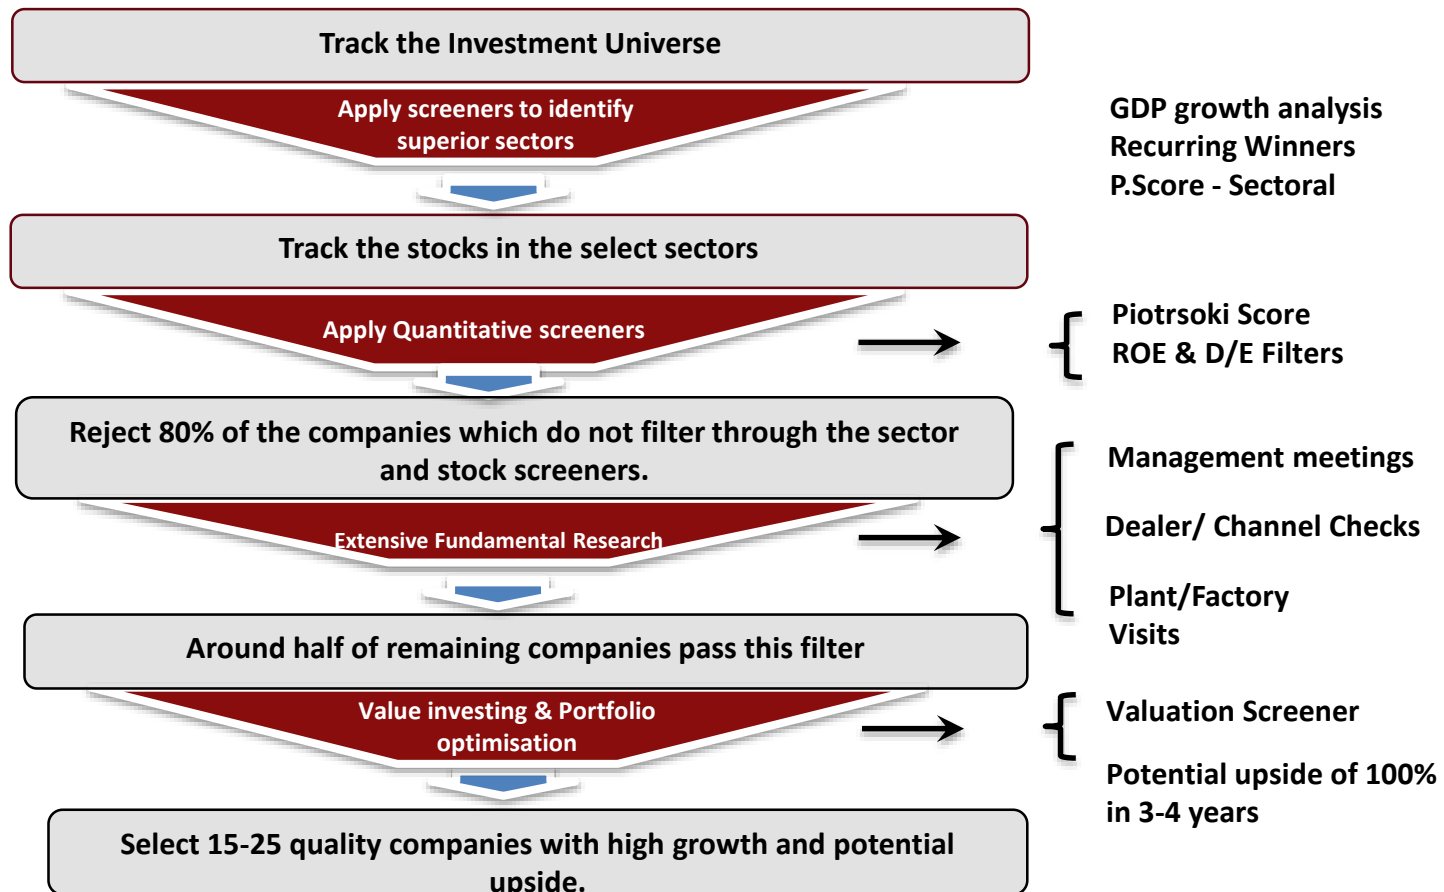 Track the Investment Universe
Apply screeners to identify
superior sectors
GDP growth analysis
Recurring Winners
P.Score - Sectoral
Track the stocks in the select sectors
Apply Quantitative screeners
Piotrsoki Score
ROE & D/E Filters
Reject 80% of the companies which do not filter through the sector
and stock screeners.
Extensive Fundamental Research
Management meetings
Dealer/ Channel Checks
Plant/Factory
Visits
Around half of remaining companies pass this filter
Value investing & Portfolio
optimisation
Valuation Screener
Potential upside of 100%
in 3-4 years
Select 15-25 quality companies with high growth and potential
upside.